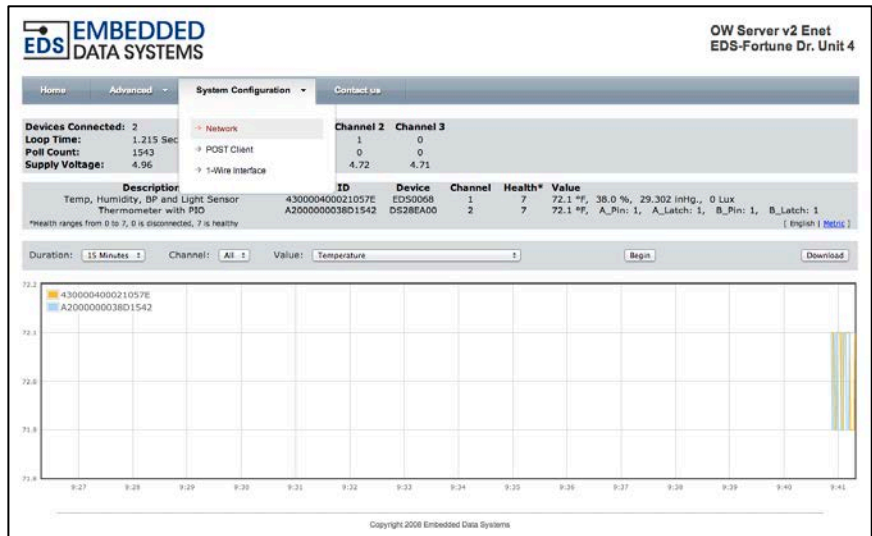 EMBEDDED
EDS DATA SYSTEMS
OW Server v2 Enet
EDS-Fortune Dr. Unit 4
Home Advanced System Configuration Contact us
Network
POST Client
1-Wire Interface
Devices Connected: 2 Channel 2 Channel 3
Loop Time: 1.215 Sec 1 0
Poll Count: 1543 0 0
Supply Voltage: 4.96 4.72 4.71
Description ID Device Channel Health* Value
Temp, Humidity, BP and Light Sensor 430000400021057E EDS0068 1 7 72.1 °F, 38.0 %, 29.302 inHg., 0 Lux
Thermometer with PIO A2000000038D1542 DS28EA00 2 7 72.1 °F, A_Pin: 1, A_Latch: 1, B_Pin: 1, B_Latch: 1
*Health ranges from 0 to 7, 0 is disconnected, 7 is healthy [ English | Metric ]
Duration: 15 Minutes Channel: All Value: Temperature Begin Download
72.2
430000400021057E
A2000000038D1542
72.1
72.0
71.9
71.8
9:27 9:28 9:29 9:30 9:31 9:32 9:33 9:34 9:35 9:36 9:37 9:38 9:39 9:40 9:41
Copyright 2008 Embedded Data Systems